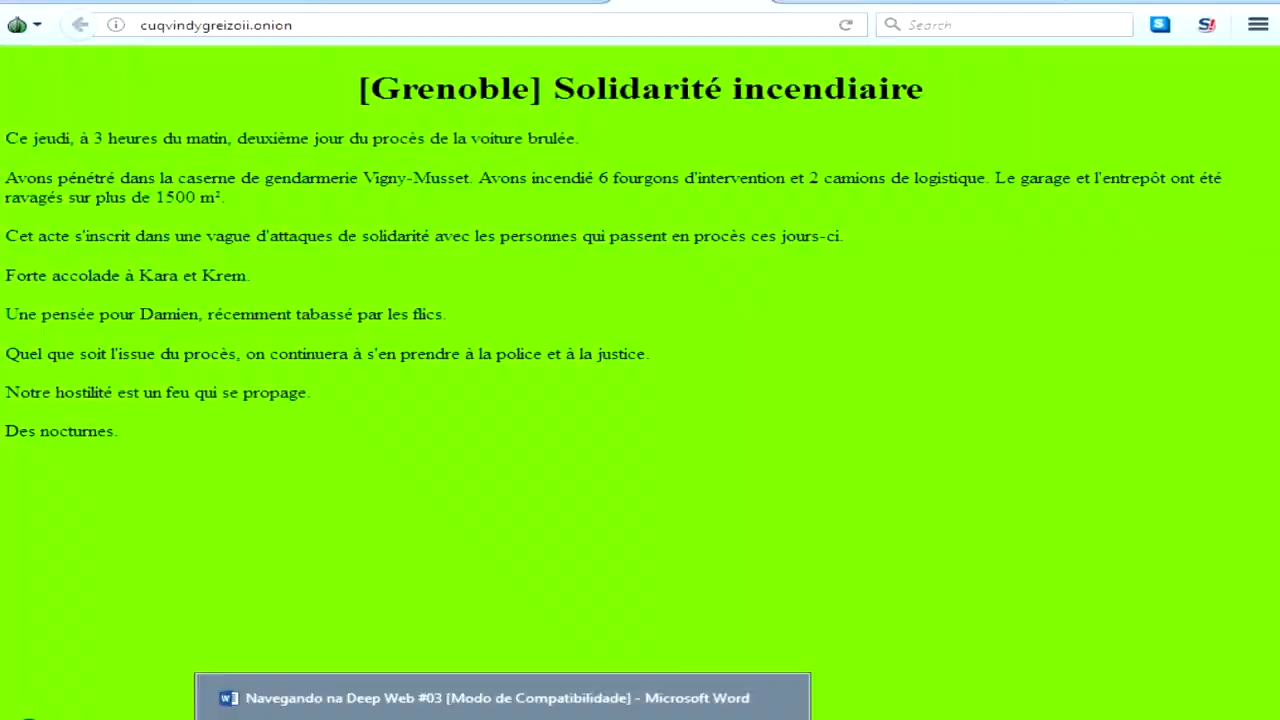 cuqvindygreizoii.onion
Search
[Grenoble] Solidarité incendiaire
Ce jeudi, à 3 heures du matin, deuxième jour du procès de la voiture brulée.
Avons pénétré dans la caserne de gendarmerie Vigny-Musset. Avons incendié 6 fourgons d'intervention et 2 camions de logistique. Le garage et l'entrepôt ont été
ravagés sur plus de 1500 m².
Cet acte s'inscrit dans une vague d'attaques de solidarité avec les personnes qui passent en procès ces jours-ci.
Forte accolade à Kara et Krem.
Une pensée pour Damien, récemment tabassé par les flics.
Quel que soit l'issue du procès, on continuera à s'en prendre à la police et à la justice.
Notre hostilité est un feu qui se propage.
Des nocturnes.
Navegando na Deep Web #03 [Modo de Compatibilidade] - Microsoft Word